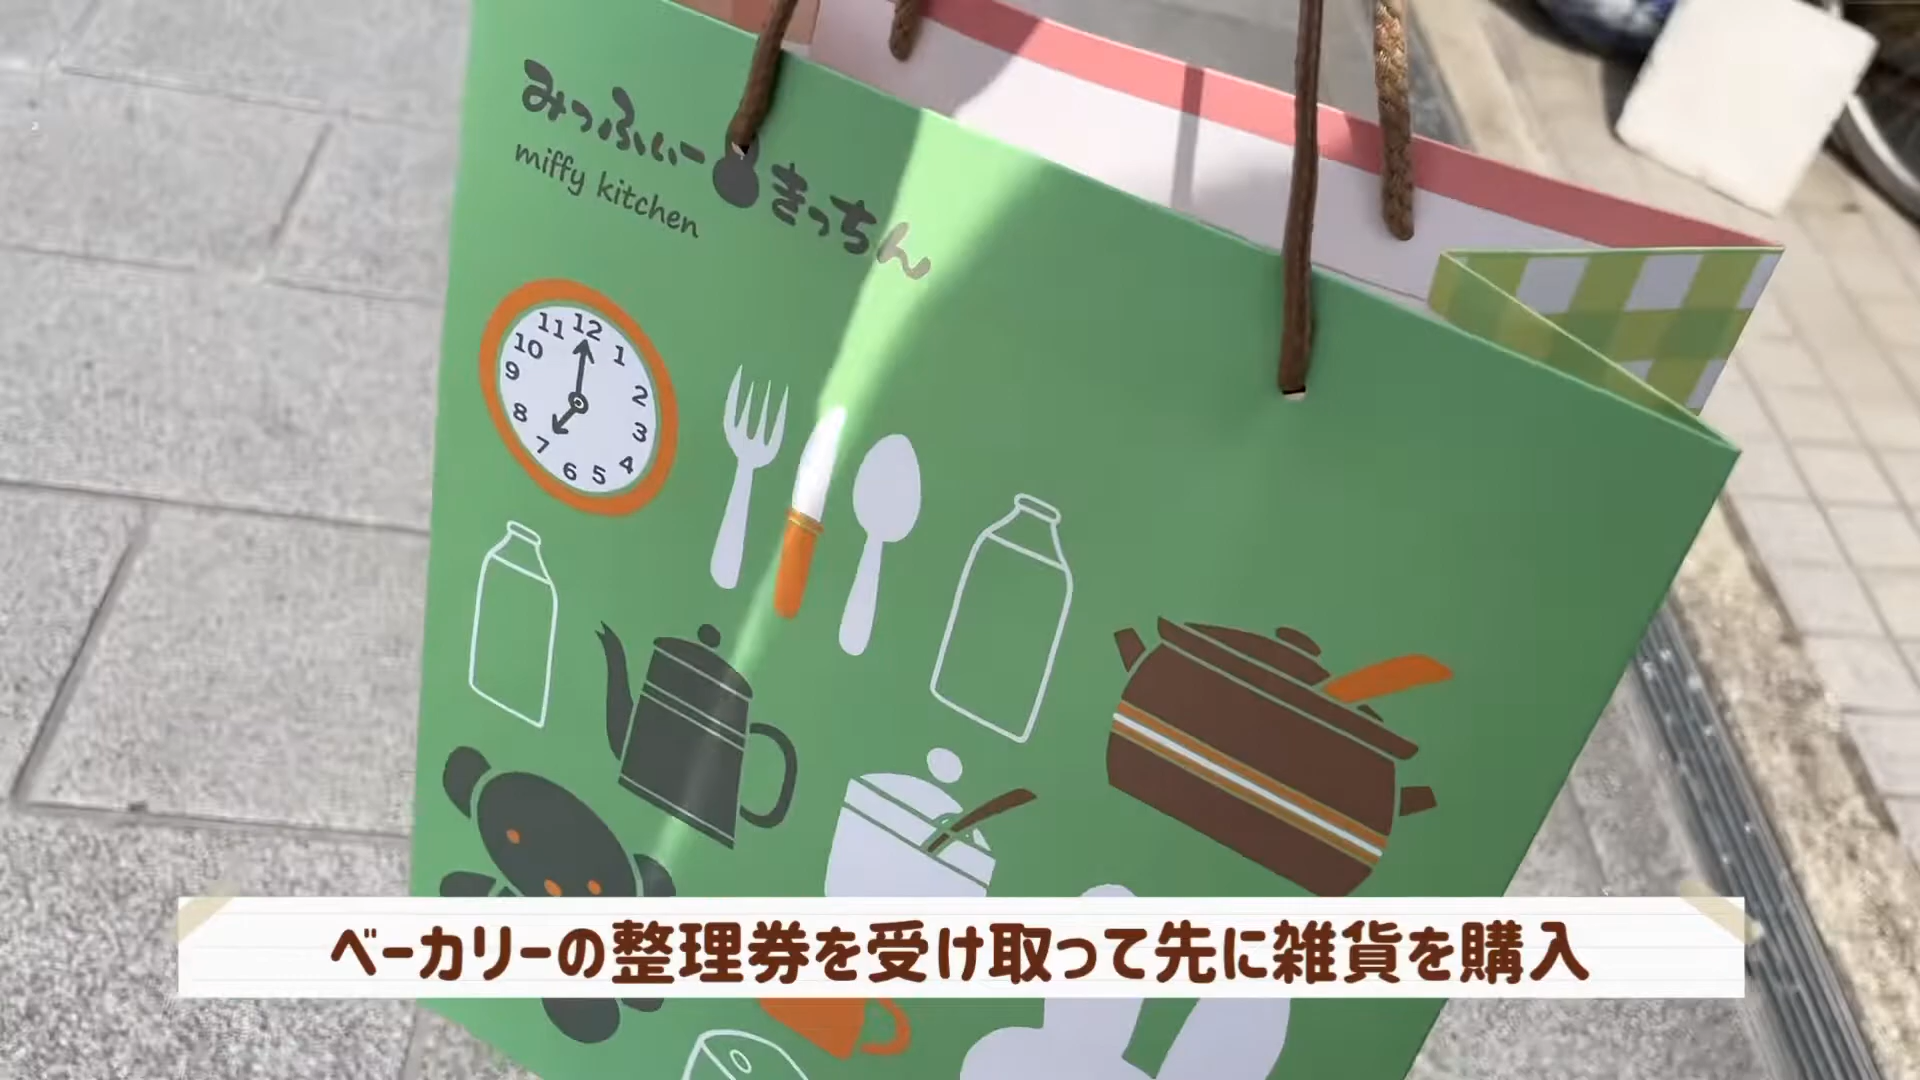 みっふぃーきっちん
miffy kitchen
11 12 1
10 2
9 3
8 4
7 6 5
ベーカリーの整理券を受け取って先に雑貨を購入